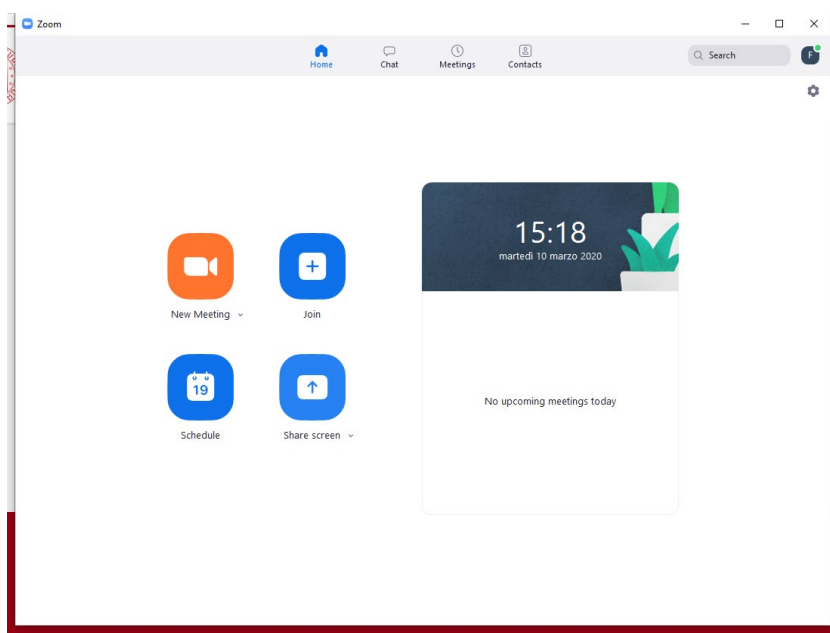 Zoom
Home
Chat
Meetings
Contacts
Search
F
15:18
martedì 10 marzo 2020
New Meeting
Join
19
Schedule
Share screen
No upcoming meetings today